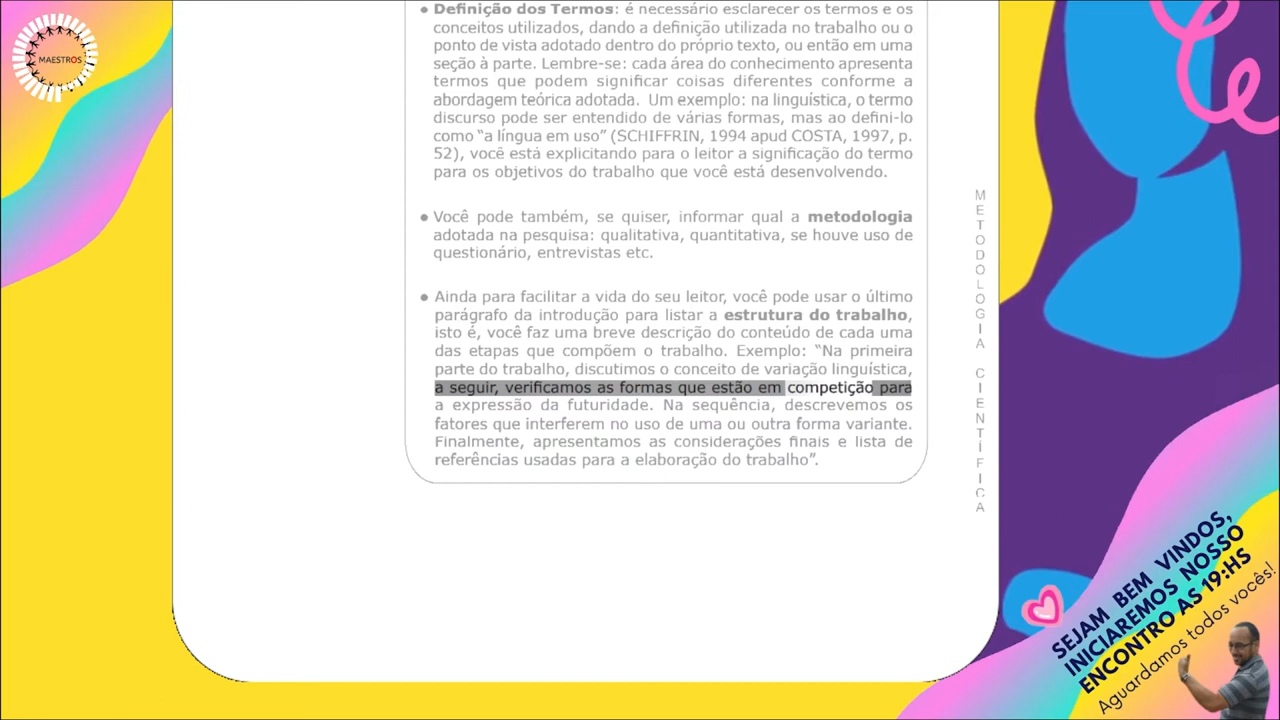 MAESTROS
● Definição dos Termos: é necessário esclarecer os termos e os
conceitos utilizados, dando a definição utilizada no trabalho ou o
ponto de vista adotado dentro do próprio texto, ou então em uma
seção à parte. Lembre-se: cada área do conhecimento apresenta
termos que podem significar coisas diferentes conforme a
abordagem teórica adotada. Um exemplo: na linguística, o termo
discurso pode ser entendido de várias formas, mas ao defini-lo
como “a língua em uso” (SCHIFFRIN, 1994 apud COSTA, 1997, p.
52), você está explicitando para o leitor a significação do termo
para os objetivos do trabalho que você está desenvolvendo.
● Você pode também, se quiser, informar qual a metodologia
adotada na pesquisa: qualitativa, quantitativa, se houve uso de
questionário, entrevistas etc.
● Ainda para facilitar a vida do seu leitor, você pode usar o último
parágrafo da introdução para listar a estrutura do trabalho,
isto é, você faz uma breve descrição do conteúdo de cada uma
das etapas que compõem o trabalho. Exemplo: “Na primeira
parte do trabalho, discutimos o conceito de variação linguística,
a seguir, verificamos as formas que estão em competição para
a expressão da futuridade. Na sequência, descrevemos os
fatores que interferem no uso de uma ou outra forma variante.
Finalmente, apresentamos as considerações finais e lista de
referências usadas para a elaboração do trabalho”.
METODOLOGIA CIENTÍFICA
SEJAM BEM VINDOS,
INICIAREMOS NOSSO
ENCONTRO AS 19:HS
Aguardamos todos vocês!